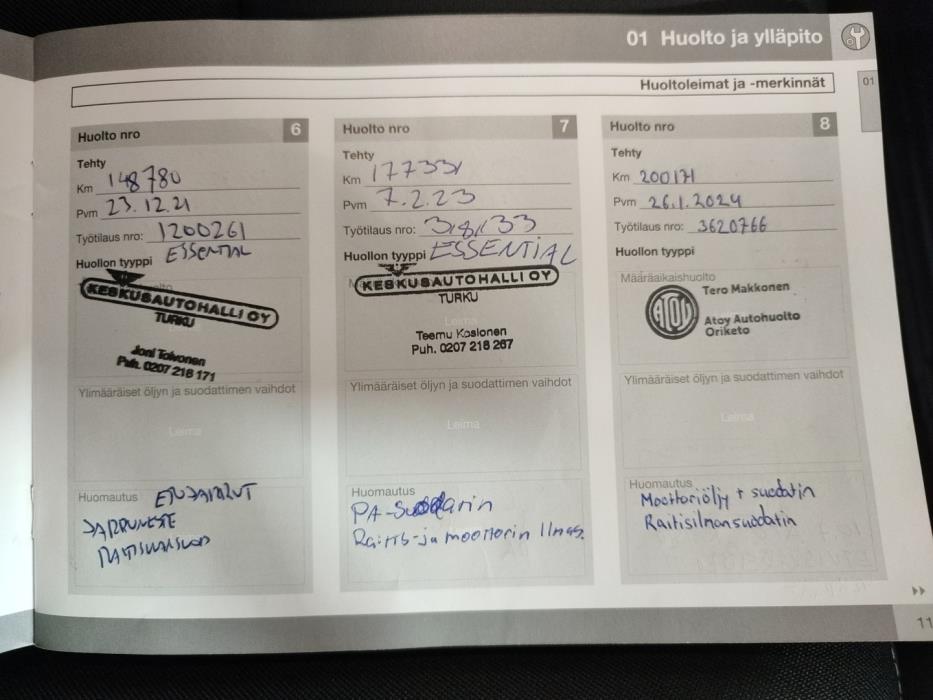 01 Huolto ja ylläpito
Huoltoleimat ja -merkinnät
01
Huolto nro 6
Tehty
Km 148780
Pvm 23.12.21
Työtilaus nro: 1200261
Huollon tyyppi ESSENTIAL
KESKUSAUTOHALLI OY
TURKU
Joni Toivonen
Puh. 0207 218 171
Ylimääräiset öljyn ja suodattimen vaihdot
Leima
Huomautus ETUJARRUT
JARRUNESTE
Huolto nro 7
Tehty
Km 177331
Pvm 7.2.23
Työtilaus nro:
Huollon tyyppi ESSENTIAL
KESKUSAUTOHALLI OY
TURKU
Leima
Teemu Koslonen
Puh. 0207 218 267
Ylimääräiset öljyn ja suodattimen vaihdot
Leima
Huomautus
PA-Suodarin
Raitis-ja moottorin Ilmas.
Huolto nro 8
Tehty
Km 200171
Pvm 26.1.2024
Työtilaus nro: 3620766
Huollon tyyppi
Määräaikaishuolto
ATOY
Tero Makkonen
Atoy Autohuolto
Oriketo
Ylimääräiset öljyn ja suodattimen vaihdot
Leima
Huomautus
Moottoriöljy + suodatin
Raitisilmansuodatin
11